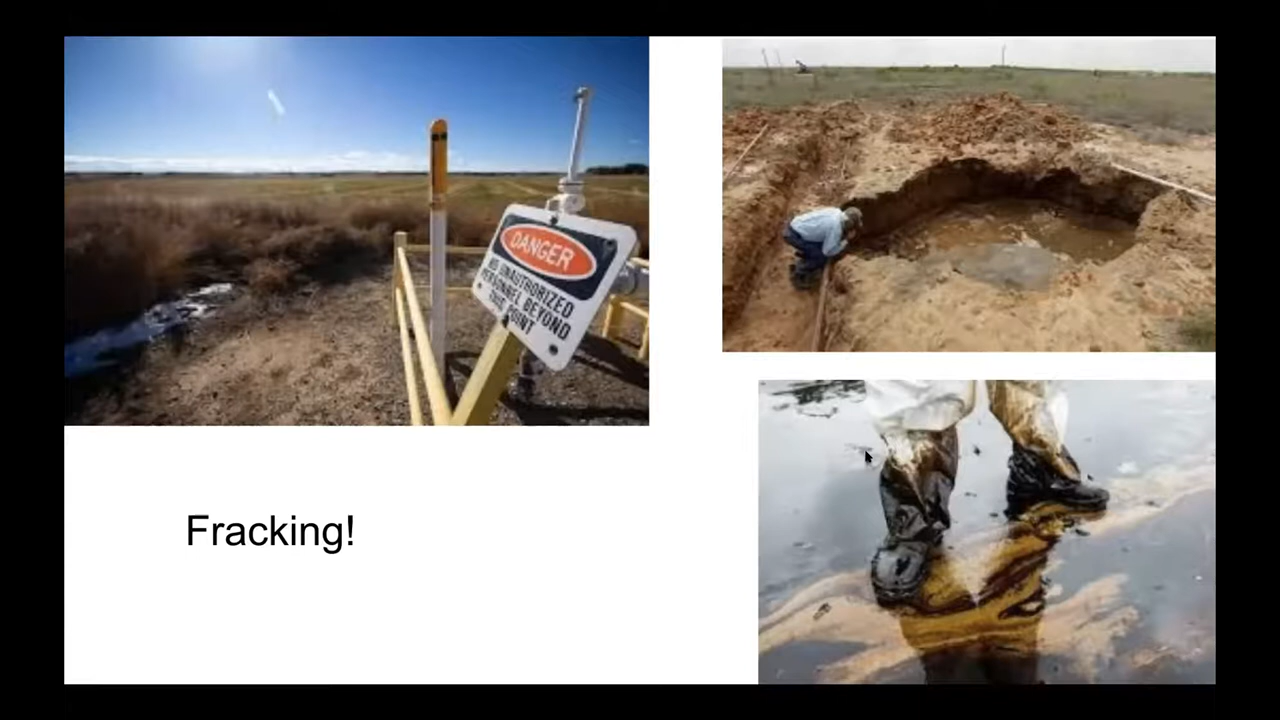 DANGER
NO UNAUTHORIZED
PERSONNEL BEYOND
THIS POINT
Fracking!